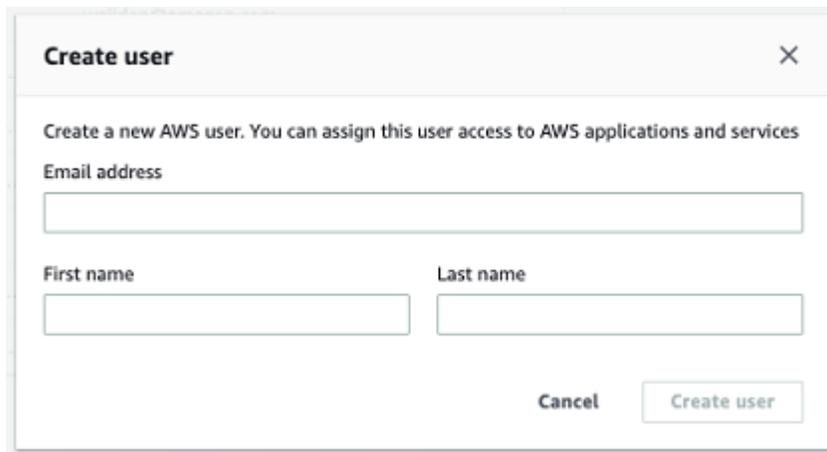 Create user
Create a new AWS user. You can assign this user access to AWS applications and services
Email address
First name Last name
Cancel Create user